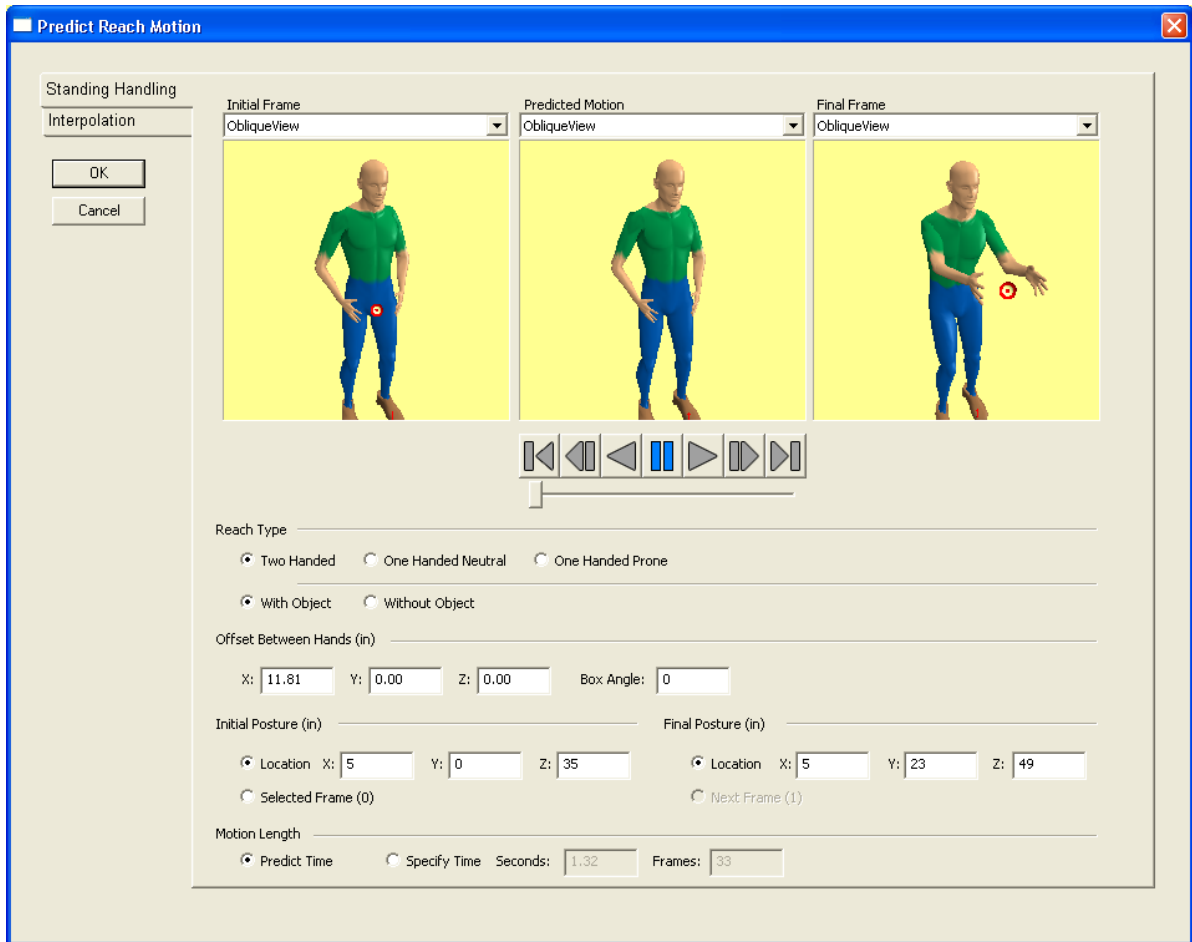 Predict Reach Motion
Standing Handling
Interpolation
OK
Cancel
Initial Frame Predicted Motion Final Frame
ObliqueView ObliqueView ObliqueView
Reach Type
Two Handed One Handed Neutral One Handed Prone
With Object Without Object
Offset Between Hands (in)
X: 11.81 Y: 0.00 Z: 0.00 Box Angle: 0
Initial Posture (in) Final Posture (in)
Location X: 5 Y: 0 Z: 35 Location X: 5 Y: 23 Z: 49
Selected Frame (0) Next Frame (1)
Motion Length
Predict Time Specify Time Seconds: 1.32 Frames: 33